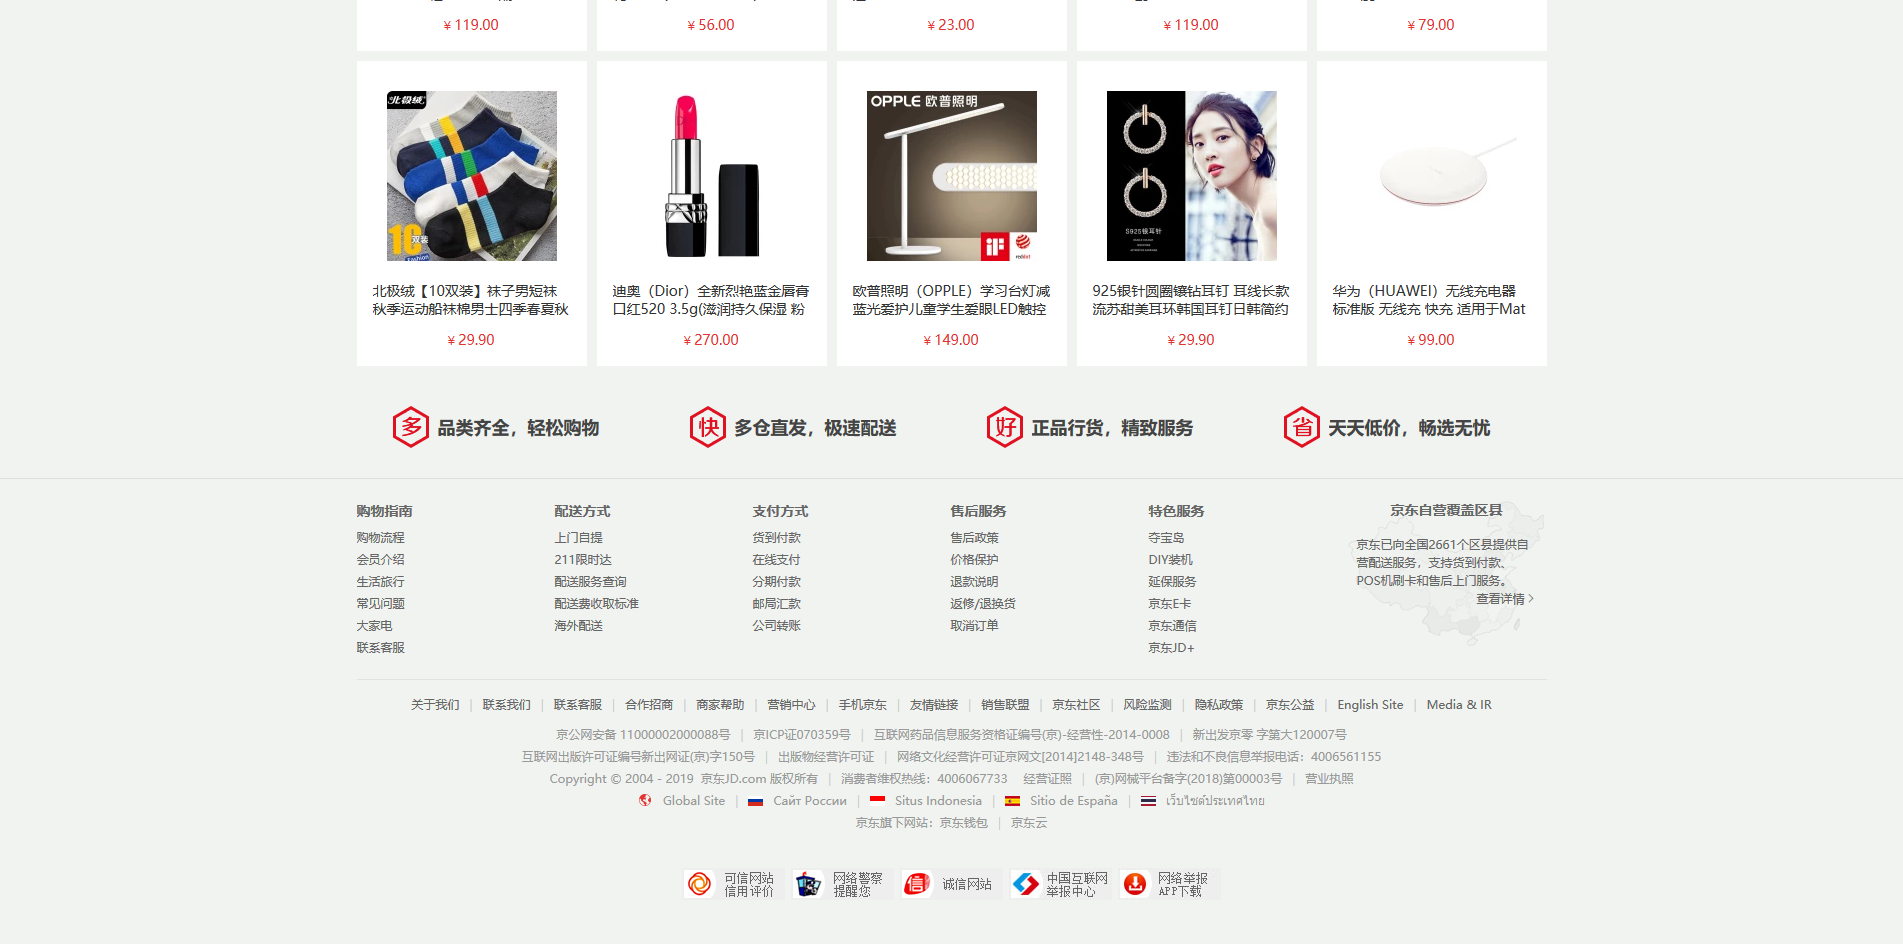 ¥ 119.00
¥ 56.00
¥ 23.00
¥ 119.00
¥ 79.00
北极绒
10双装
Fashion
OPPLE 欧普照明
iF
reddot
S925银耳针
北极绒【10双装】袜子男短袜
秋季运动船袜棉男士四季春夏秋
¥ 29.90
迪奥（Dior）全新烈艳蓝金唇膏
口红520 3.5g(滋润持久保湿 粉
¥ 270.00
欧普照明（OPPLE）学习台灯减
蓝光爱护儿童学生爱眼LED触控
¥ 149.00
925银针圆圈镶钻耳钉 耳线长款
流苏甜美耳环韩国耳钉日韩简约
¥ 29.90
华为（HUAWEI）无线充电器
标准版 无线充 快充 适用于Mat
¥ 99.00
多 品类齐全，轻松购物
快 多仓直发，极速配送
好 正品行货，精致服务
省 天天低价，畅选无忧
购物指南
购物流程
会员介绍
生活旅行
常见问题
大家电
联系客服
配送方式
上门自提
211限时达
配送服务查询
配送费收取标准
海外配送
支付方式
货到付款
在线支付
分期付款
邮局汇款
公司转账
售后服务
售后政策
价格保护
退款说明
返修/退换货
取消订单
特色服务
夺宝岛
DIY装机
延保服务
京东E卡
京东通信
京东JD+
京东自营覆盖区县
京东已向全国2661个区县提供自
营配送服务，支持货到付款、
POS机刷卡和售后上门服务。
查看详情 >
关于我们 | 联系我们 | 联系客服 | 合作招商 | 商家帮助 | 营销中心 | 手机京东 | 友情链接 | 销售联盟 | 京东社区 | 风险监测 | 隐私政策 | 京东公益 | English Site | Media & IR
京公网安备 11000002000088号 | 京ICP证070359号 | 互联网药品信息服务资格证编号(京)-经营性-2014-0008 | 新出发京零 字第大120007号
互联网出版许可证编号新出网证(京)字150号 | 出版物经营许可证 | 网络文化经营许可证京网文[2014]2148-348号 | 违法和不良信息举报电话：4006561155
Copyright © 2004 - 2019 京东JD.com 版权所有 | 消费者维权热线：4006067733 经营证照 | (京)网械平台备字(2018)第00003号 | 营业执照
Global Site | Сайт России | Situs Indonesia | Sitio de España | เว็บไซต์ประเทศไทย
京东旗下网站：京东钱包 | 京东云
可信网站
信用评价
网络警察
提醒您
信
诚信网站
中国互联网
举报中心
网络举报
APP下载